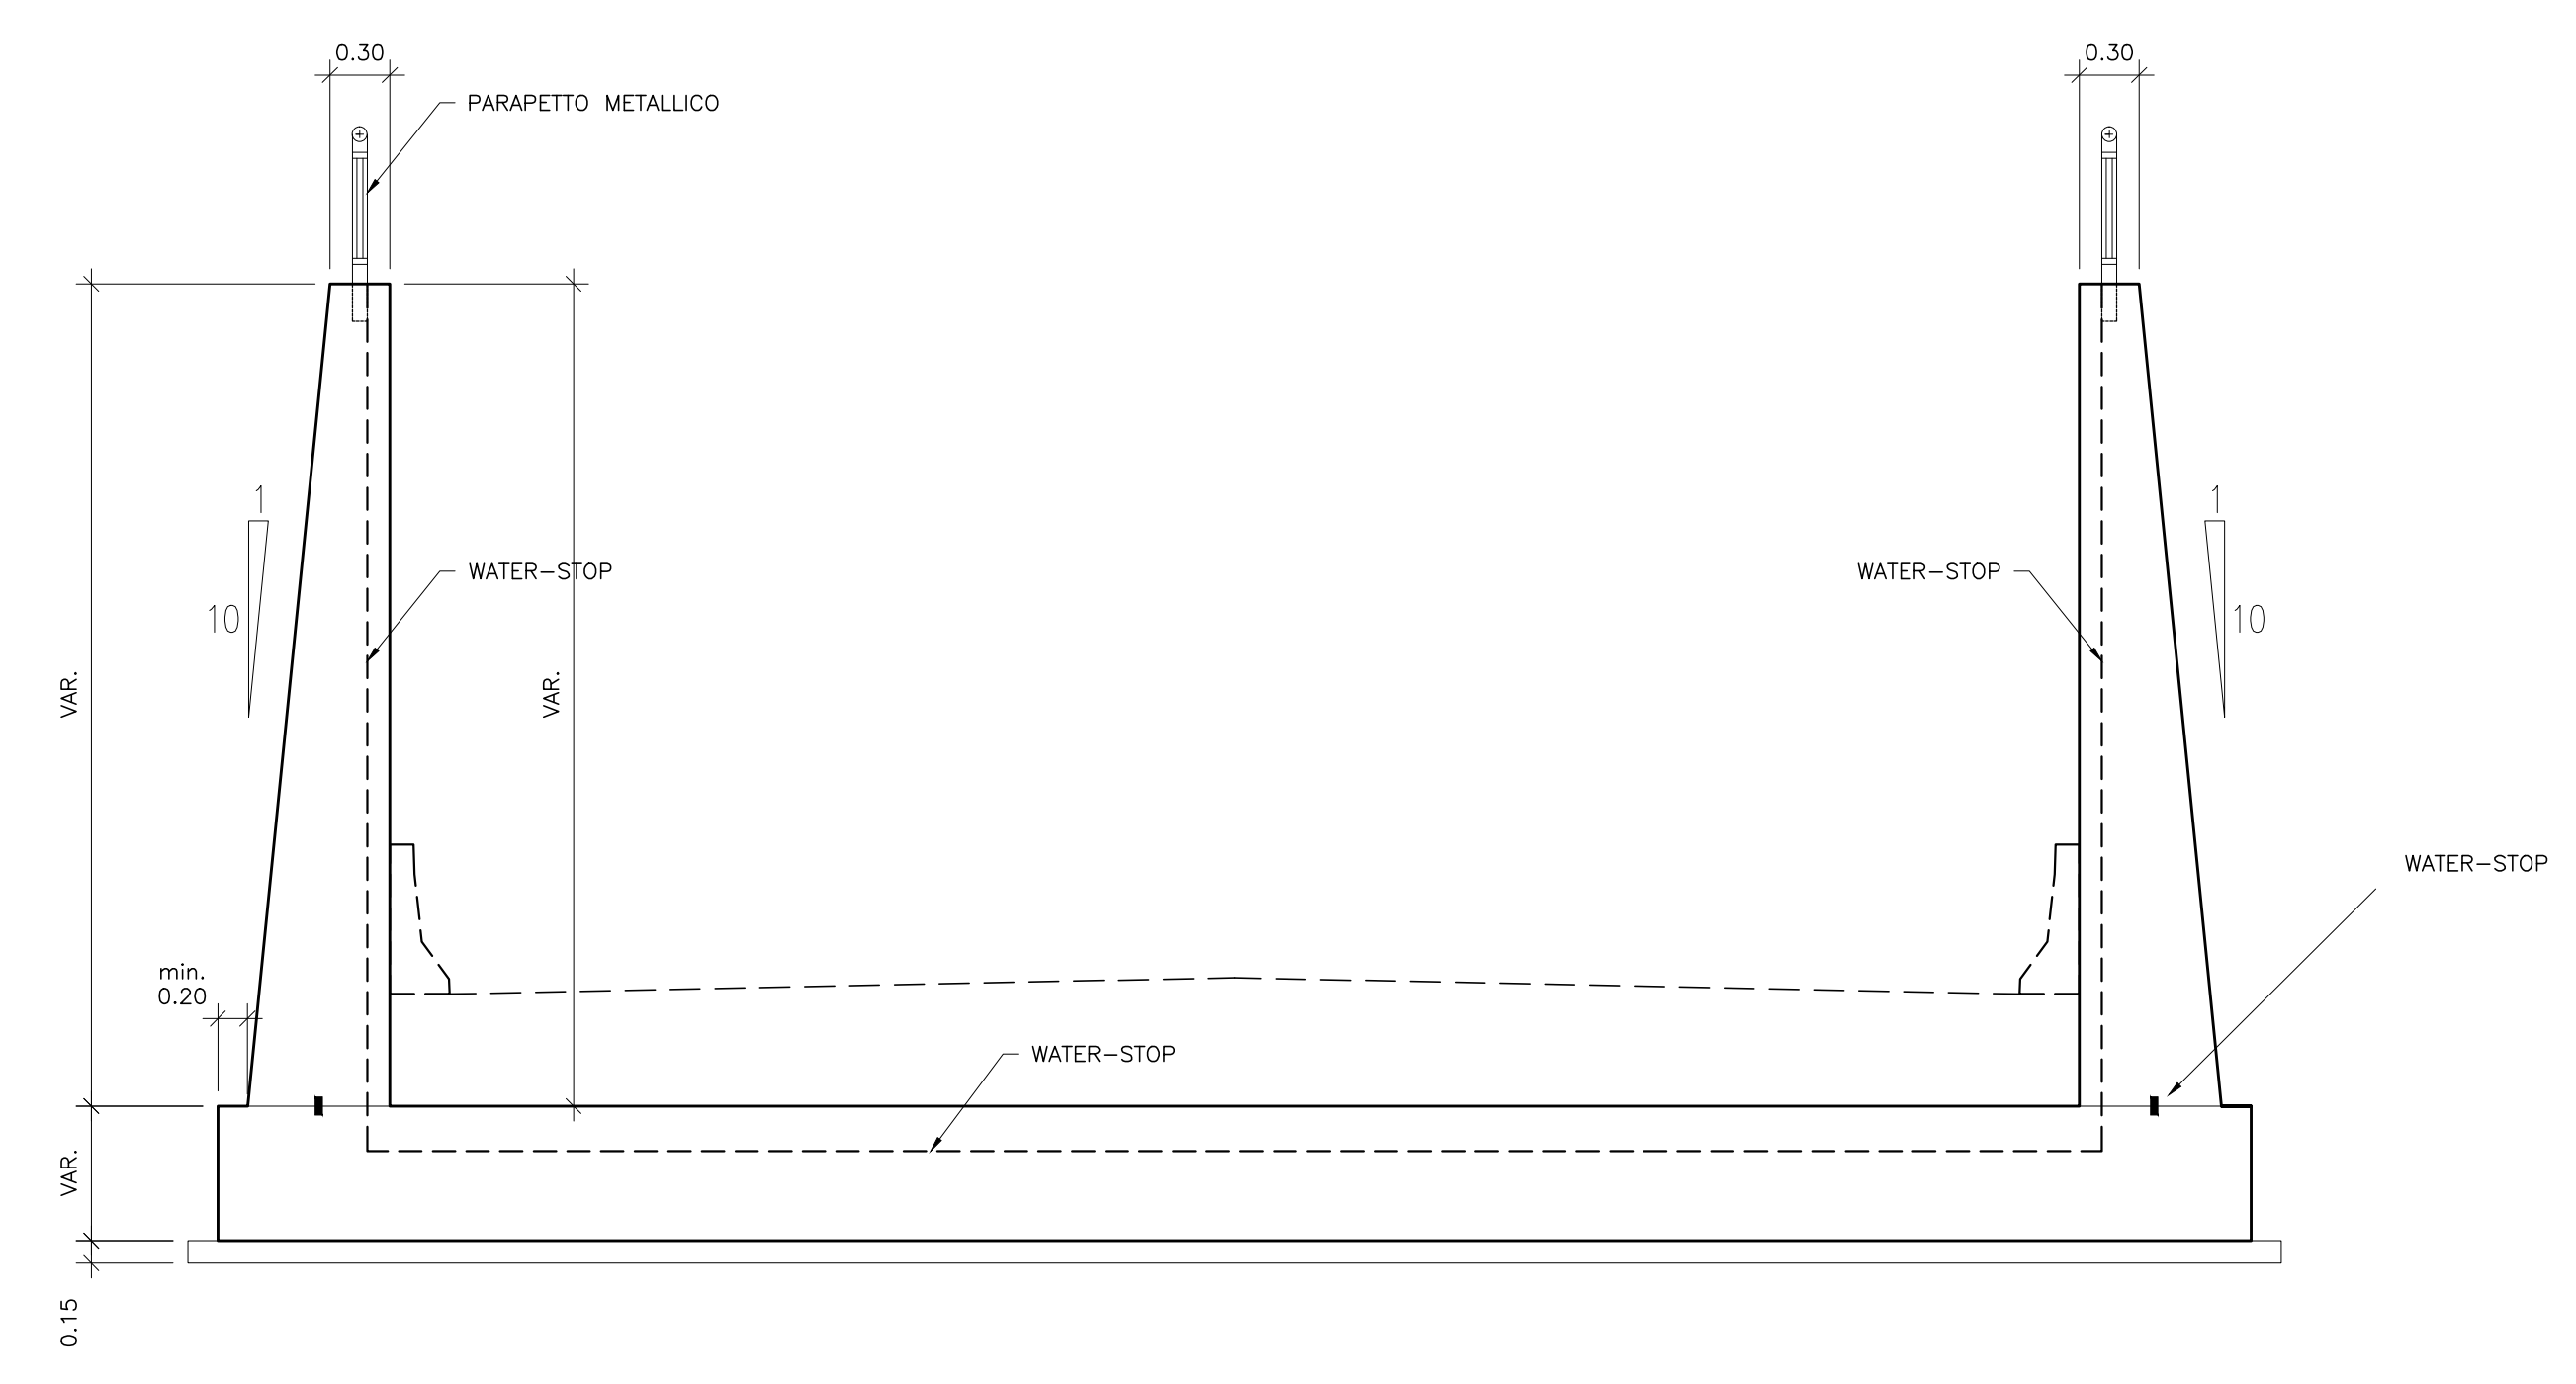 0.30
0.30
PARAPETTO METALLICO
1
1
WATER-STOP
WATER-STOP
10
10
VAR.
VAR.
WATER-STOP
min.
0.20
WATER-STOP
VAR.
0.15